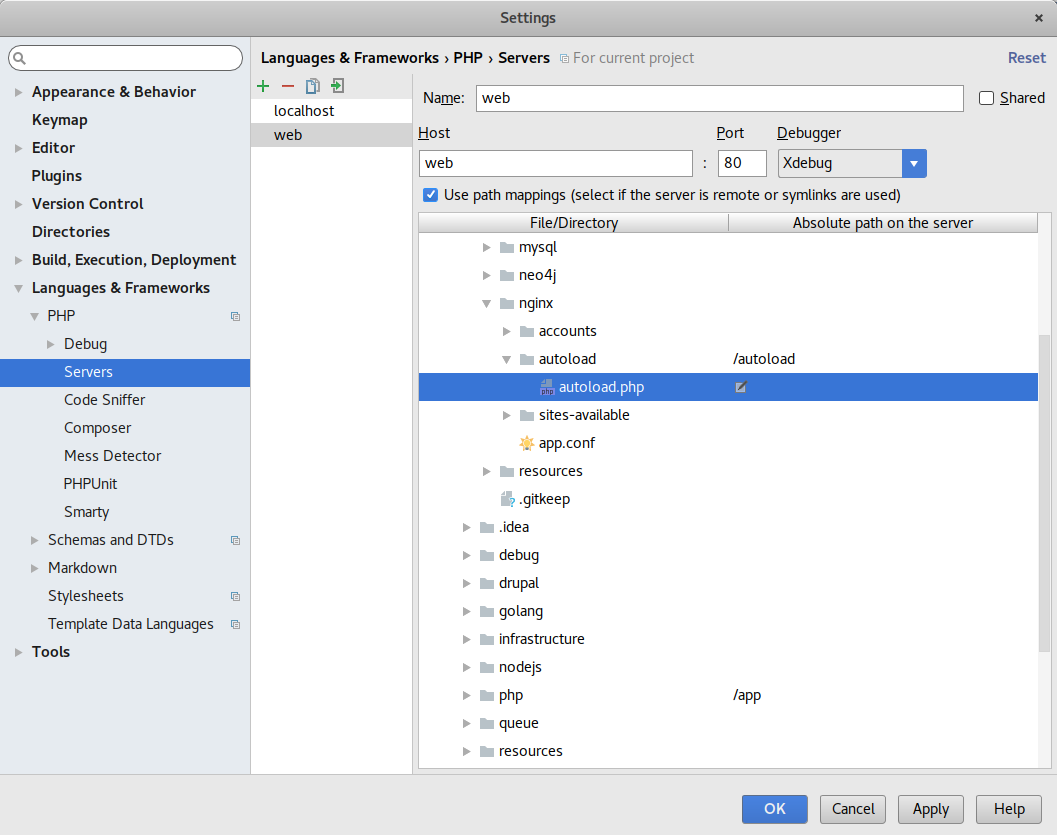 Settings
Languages & Frameworks › PHP › Servers For current project Reset
Appearance & Behavior
Keymap
Editor
Plugins
Version Control
Directories
Build, Execution, Deployment
Languages & Frameworks
PHP
Debug
Servers
Code Sniffer
Composer
Mess Detector
PHPUnit
Smarty
Schemas and DTDs
Markdown
Stylesheets
Template Data Languages
Tools
localhost
web
Name: web Shared
Host Port Debugger
web : 80 Xdebug
Use path mappings (select if the server is remote or symlinks are used)
File/Directory Absolute path on the server
mysql
neo4j
nginx
accounts
autoload /autoload
autoload.php
sites-available
app.conf
resources
.gitkeep
.idea
debug
drupal
golang
infrastructure
nodejs
php /app
queue
resources
OK Cancel Apply Help